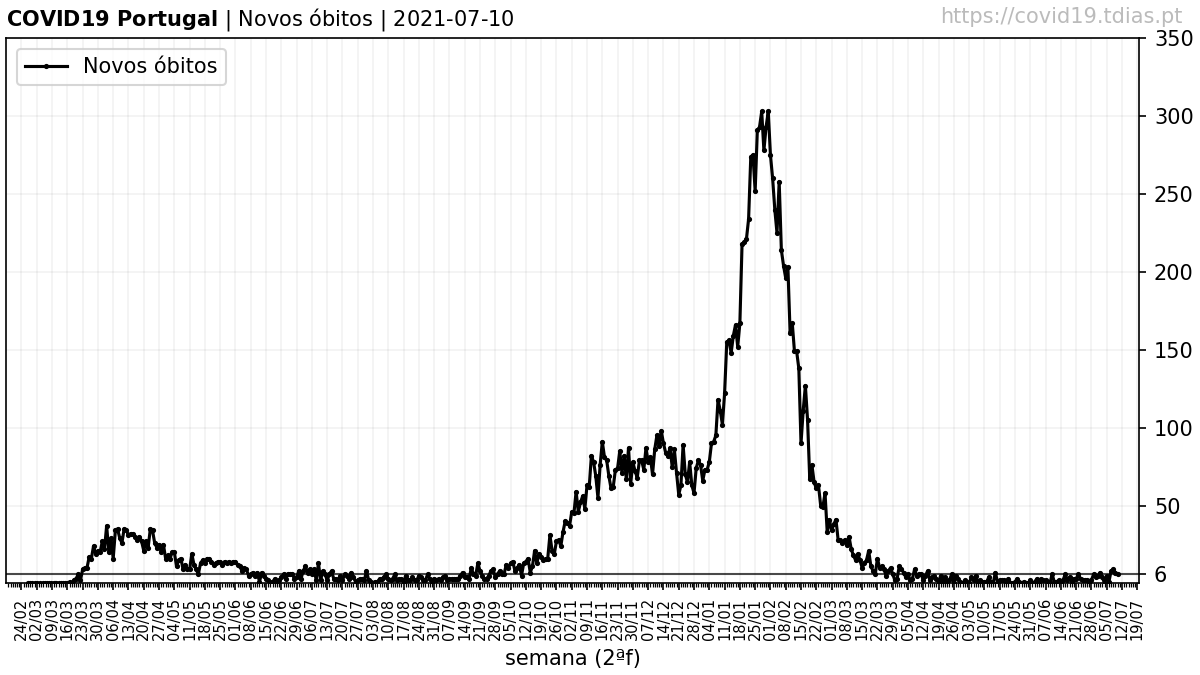 COVID19 Portugal | Novos óbitos | 2021-07-10
https://covid19.tdias.pt
Novos óbitos
350
300
250
200
150
100
50
6
24/02 02/03 09/03 16/03 23/03 30/03 06/04 13/04 20/04 27/04 04/05 11/05 18/05 25/05 01/06 08/06 15/06 22/06 29/06 06/07 13/07 20/07 27/07 03/08 10/08 17/08 24/08 31/08 07/09 14/09 21/09 28/09 05/10 12/10 19/10 26/10 02/11 09/11 16/11 23/11 30/11 07/12 14/12 21/12 28/12 04/01 11/01 18/01 25/01 01/02 08/02 15/02 22/02 01/03 08/03 15/03 22/03 29/03 05/04 12/04 19/04 26/04 03/05 10/05 17/05 24/05 31/05 07/06 14/06 21/06 28/06 05/07 12/07 19/07
semana (2ªf)